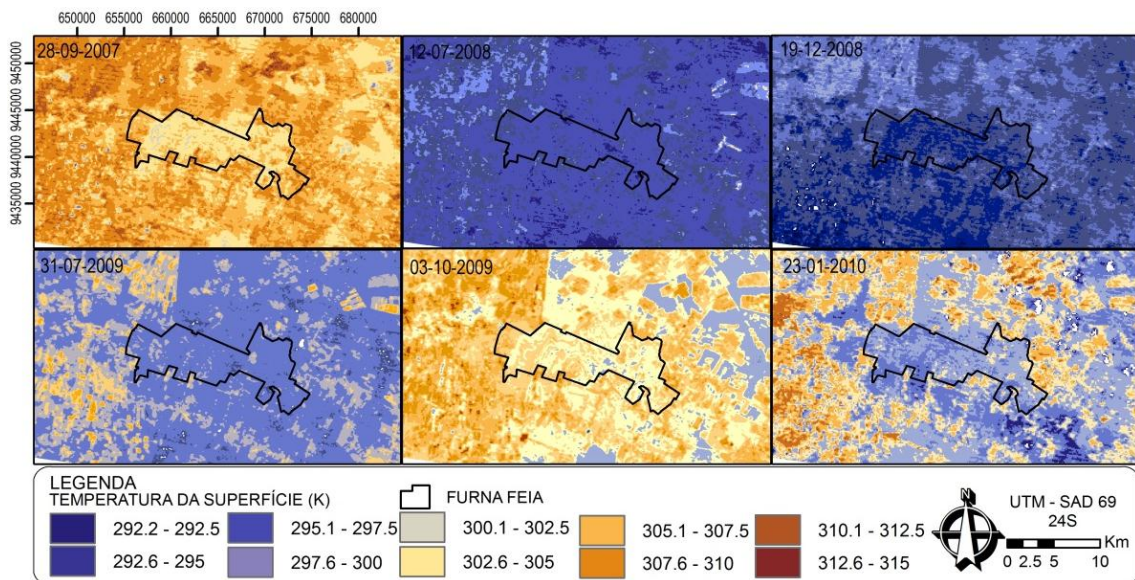 650000 655000 660000 665000 670000 675000 680000
28-09-2007 12-07-2008 19-12-2008
945000
9445000
9440000
9435000
31-07-2009 03-10-2009 23-01-2010
LEGENDA
TEMPERATURA DA SUPERFÍCIE (K)
FURNA FEIA
292.2 - 292.5 295.1 - 297.5 300.1 - 302.5 305.1 - 307.5 310.1 - 312.5
292.6 - 295 297.6 - 300 302.6 - 305 307.6 - 310 312.6 - 315
N
UTM - SAD 69
24S
Km
0 2.5 5 10